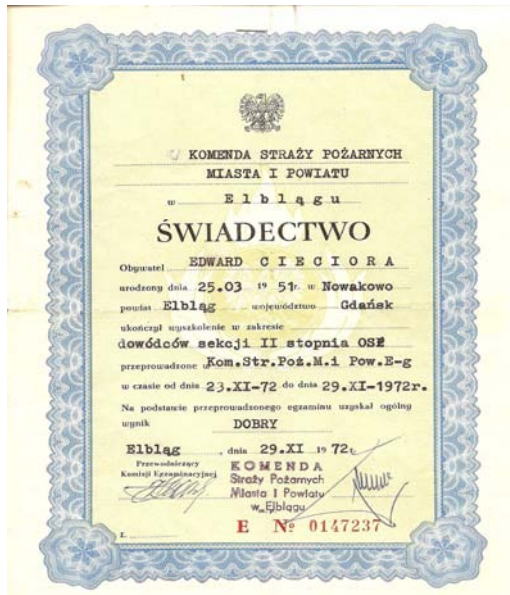 KOMENDA STRAŻY POŻARNYCH
MIASTA I POWIATU
w Elblągu
ŚWIADECTWO
Obywatel EDWARD CIECIORA
urodzony dnia 25.03 19 51r. w Nowakowo
powiat Elbląg województwo Gdańsk
ukończył wyszkolenie w zakresie
dowódców sekcji II stopnia OSP
przeprowadzone w Kom.Str.Poż.M.i Pow.E-g
w czasie od dnia 23.XI-72 do dnia 29.XI-1972r.
Na podstawie przeprowadzonego egzaminu uzyskał ogólny
wynik DOBRY
Elbląg, dnia 29.XI 19 72r.
Przewodniczący
Komisji Egzaminacyjnej
KOMENDA
Straży Pożarnych
Miasta i Powiatu
w Elblągu
E № 0147237